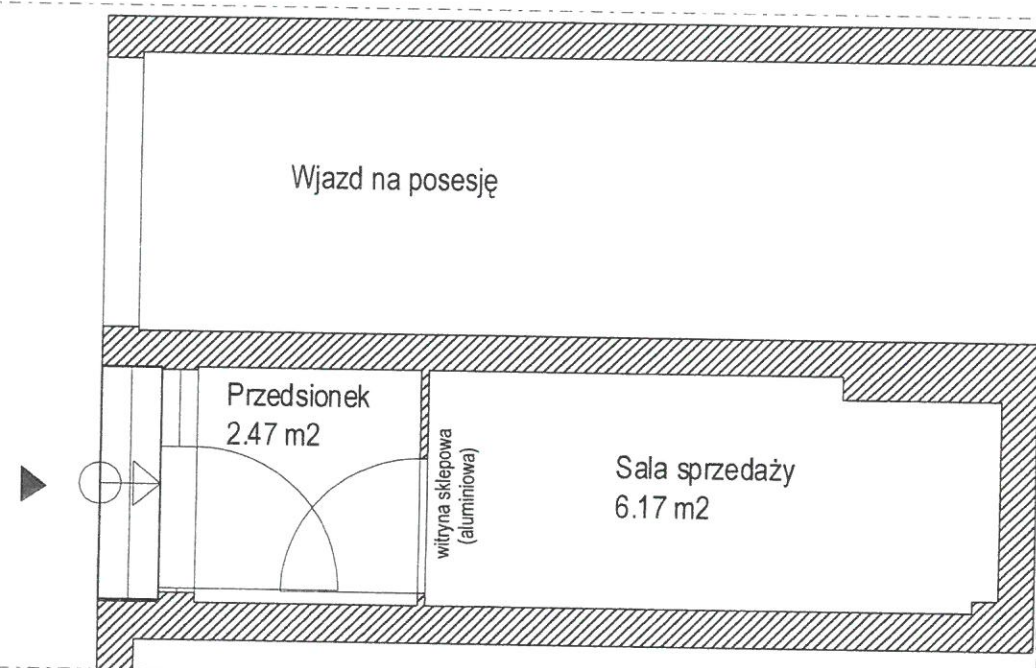 Wjazd na posesję
Przedsionek
2.47 m2
witryna sklepowa
(aluminiowa)
Sala sprzedaży
6.17 m2